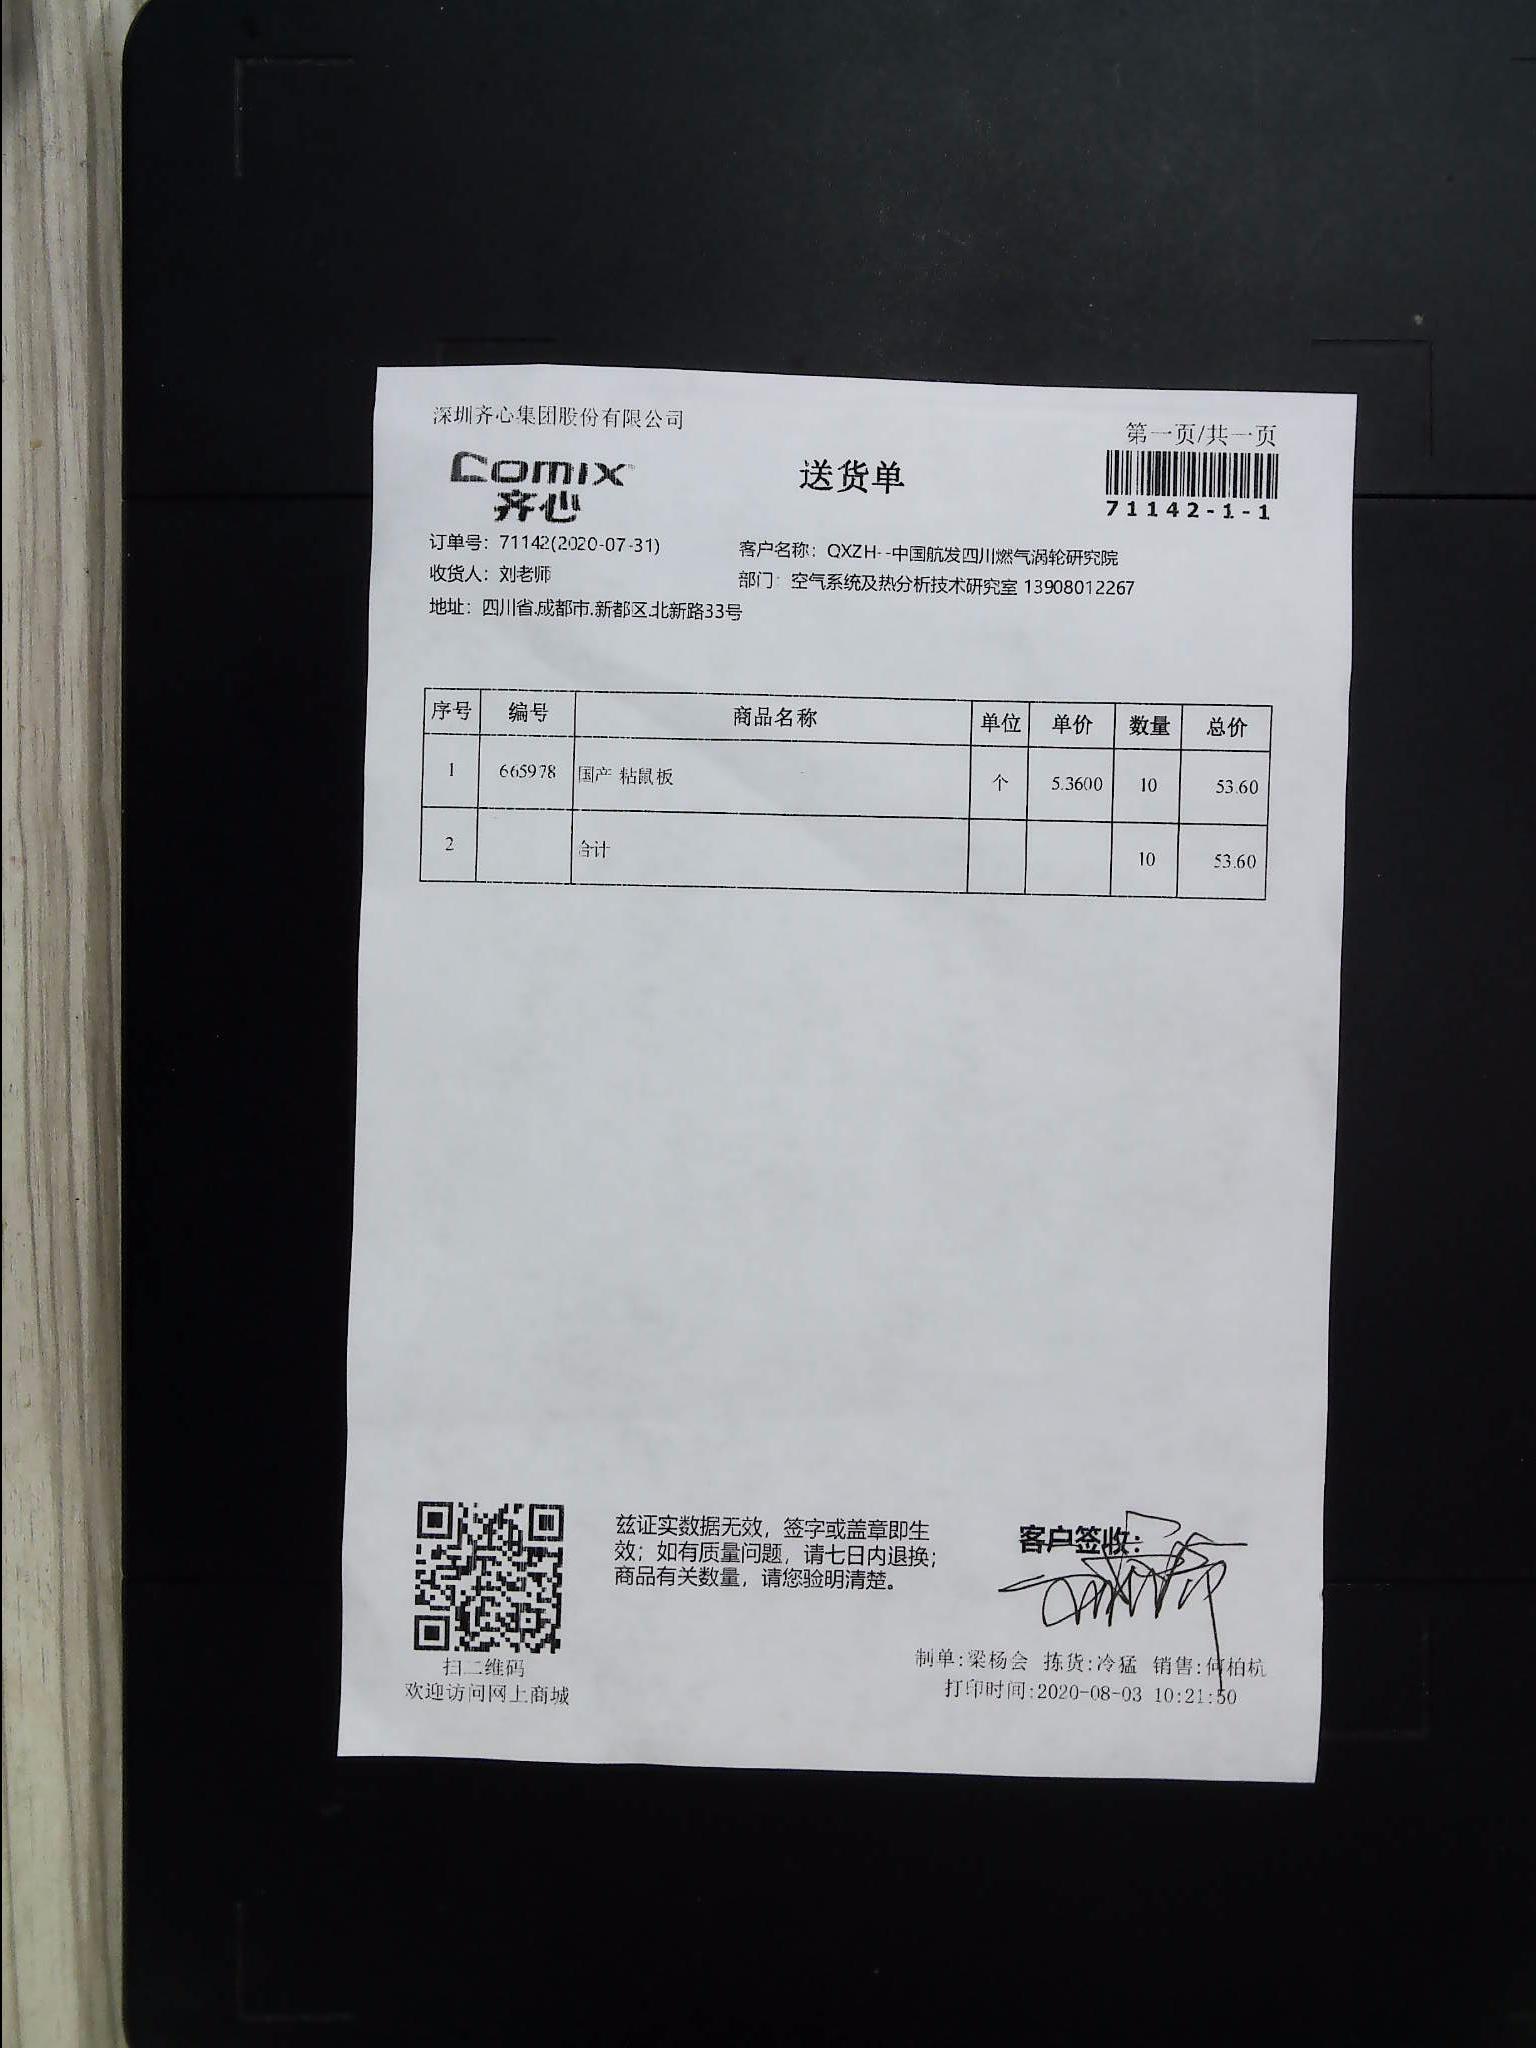 深圳齐心集团股份有限公司
第一页/共一页
Comix
齐心
送货单
71142-1-1
订单号：71142(2020-07-31)
客户名称：QXZH--中国航发四川燃气涡轮研究院
收货人：刘老师
部门：空气系统及热分析技术研究室 13908012267
地址：四川省.成都市.新都区.北新路33号
序号 编号 商品名称 单位 单价 数量 总价
1 665978 国产 粘鼠板 个 5.3600 10 53.60
2 合计 10 53.60
兹证实数据无效，签字或盖章即生
效；如有质量问题，请七日内退换；
商品有关数量，请您验明清楚。
客户签收：
扫二维码
欢迎访问网上商城
制单:梁杨会 拣货:冷猛 销售:何柏杭
打印时间:2020-08-03 10:21:50